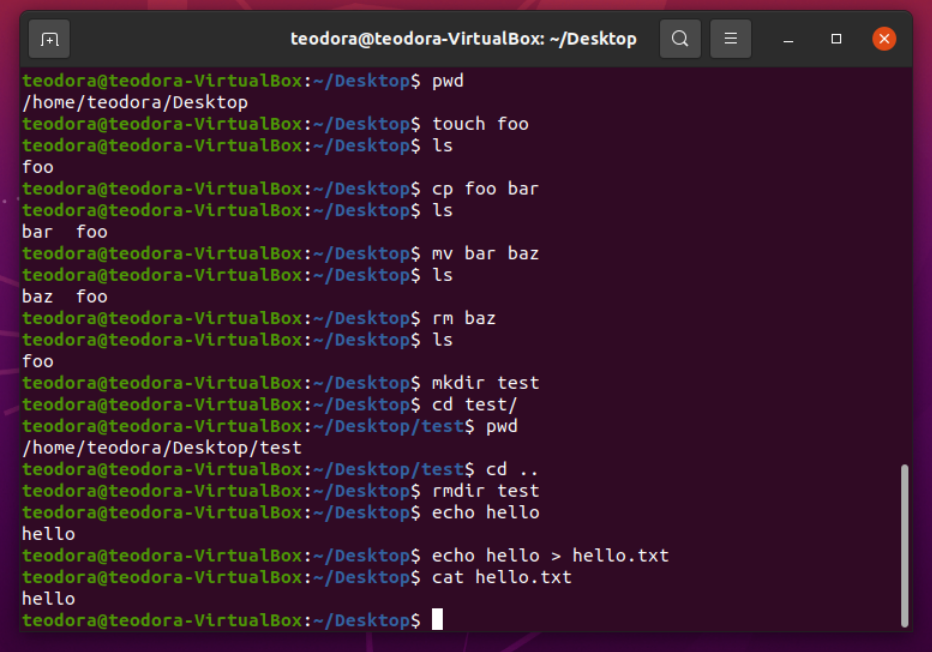 teodora@teodora-VirtualBox: ~/Desktop
teodora@teodora-VirtualBox:~/Desktop$ pwd
/home/teodora/Desktop
teodora@teodora-VirtualBox:~/Desktop$ touch foo
teodora@teodora-VirtualBox:~/Desktop$ ls
foo
teodora@teodora-VirtualBox:~/Desktop$ cp foo bar
teodora@teodora-VirtualBox:~/Desktop$ ls
bar  foo
teodora@teodora-VirtualBox:~/Desktop$ mv bar baz
teodora@teodora-VirtualBox:~/Desktop$ ls
baz  foo
teodora@teodora-VirtualBox:~/Desktop$ rm baz
teodora@teodora-VirtualBox:~/Desktop$ ls
foo
teodora@teodora-VirtualBox:~/Desktop$ mkdir test
teodora@teodora-VirtualBox:~/Desktop$ cd test/
teodora@teodora-VirtualBox:~/Desktop/test$ pwd
/home/teodora/Desktop/test
teodora@teodora-VirtualBox:~/Desktop/test$ cd ..
teodora@teodora-VirtualBox:~/Desktop$ rmdir test
teodora@teodora-VirtualBox:~/Desktop$ echo hello
hello
teodora@teodora-VirtualBox:~/Desktop$ echo hello > hello.txt
teodora@teodora-VirtualBox:~/Desktop$ cat hello.txt
hello
teodora@teodora-VirtualBox:~/Desktop$